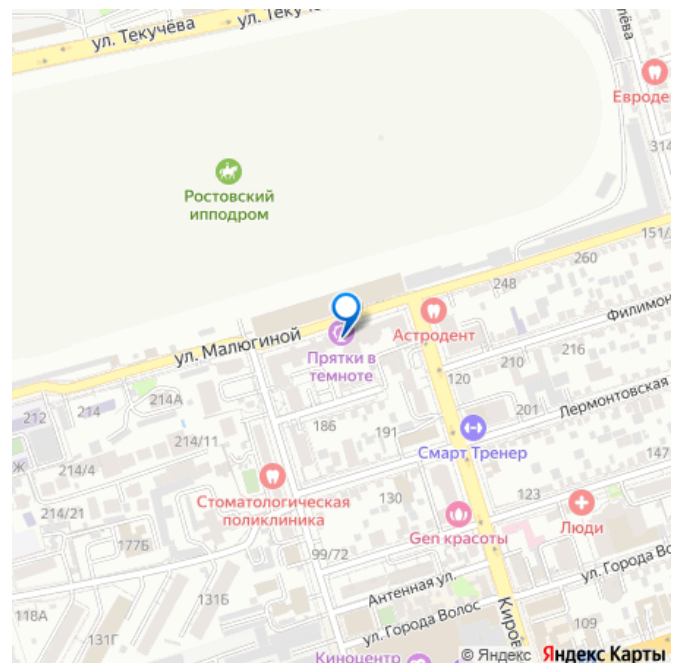 ул. Текучёва
ул. Теку
лёва
Евроде
314
Ростовский
ипподром
151/
260
248
Филимон
Астродент
ул. Малюгиной
Прятки в
темноте
216
210
120
212
214
214А
201
Лермонтовская
186
191
214/11
Смарт Тренер
147
Ж
214/4
Стоматологическая
поликлиника
130
123
Люди
214/21
Gen красоты
177Б
99/72
ул. Города Во
Антенная ул.
131Б
118А
ул. Города Волос
Киров
109
131Г
Киноцентр
© Яндекс Яндекс Карты